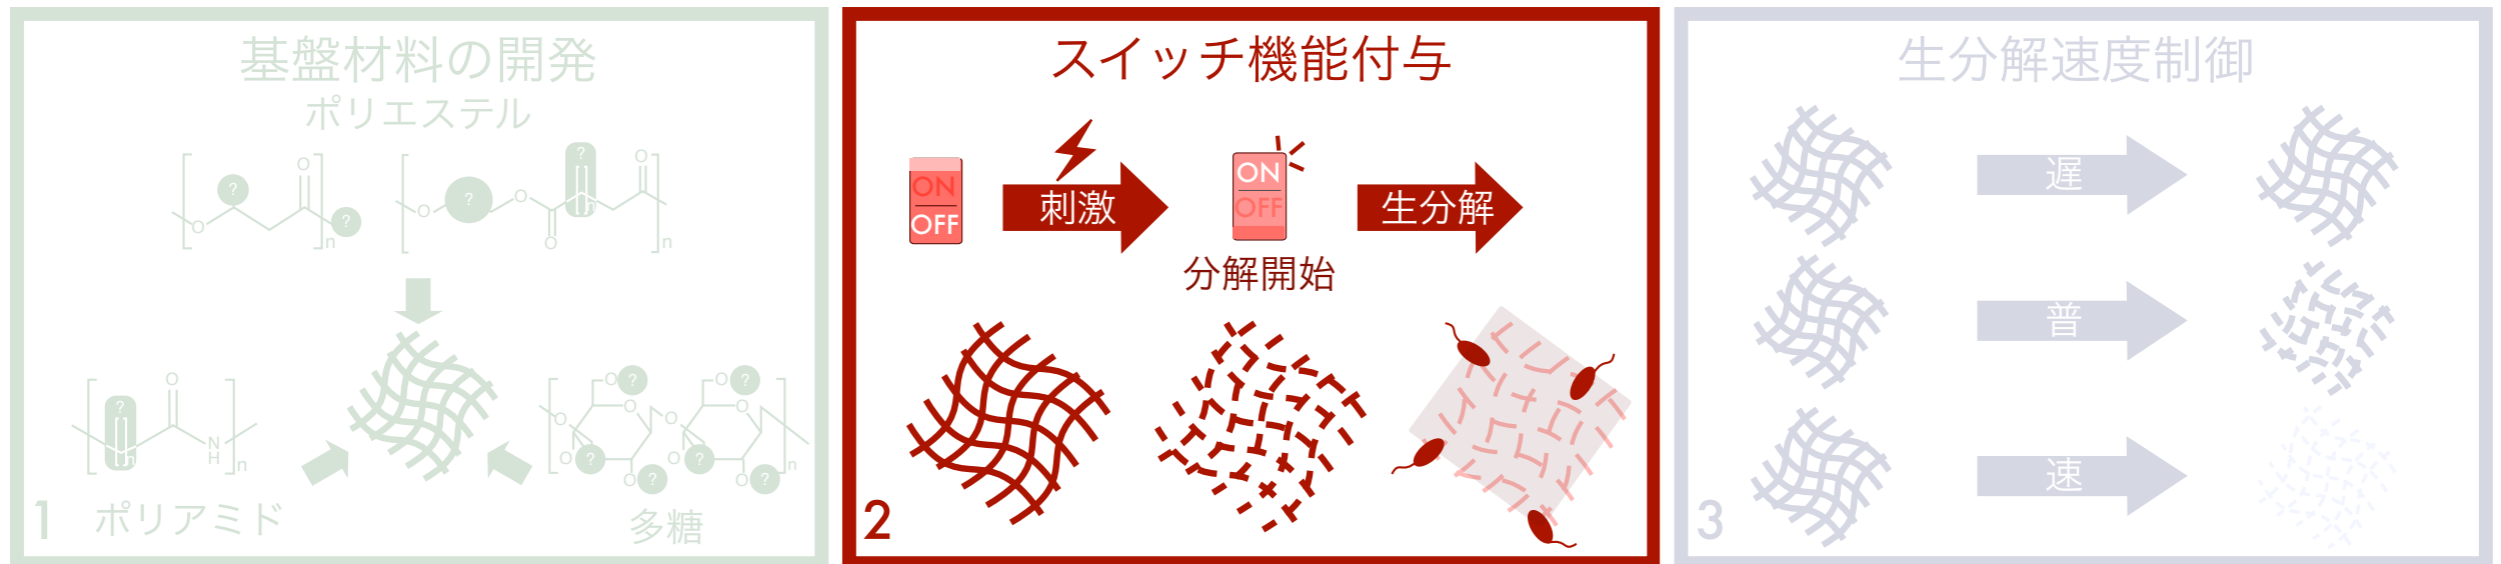 基盤材料の開発
ポリエステル
O
?
O
n
?
O
?
O
O
?
n
O
n
?
n
O
N
H
n
ポリアミド
O
?
O
O
?
O
?
O
O
?
O
?
O
O
?
n
多糖
1
スイッチ機能付与
ON
OFF
刺激
ON
OFF
生分解
分解開始
2
生分解速度制御
遅
普
速
3